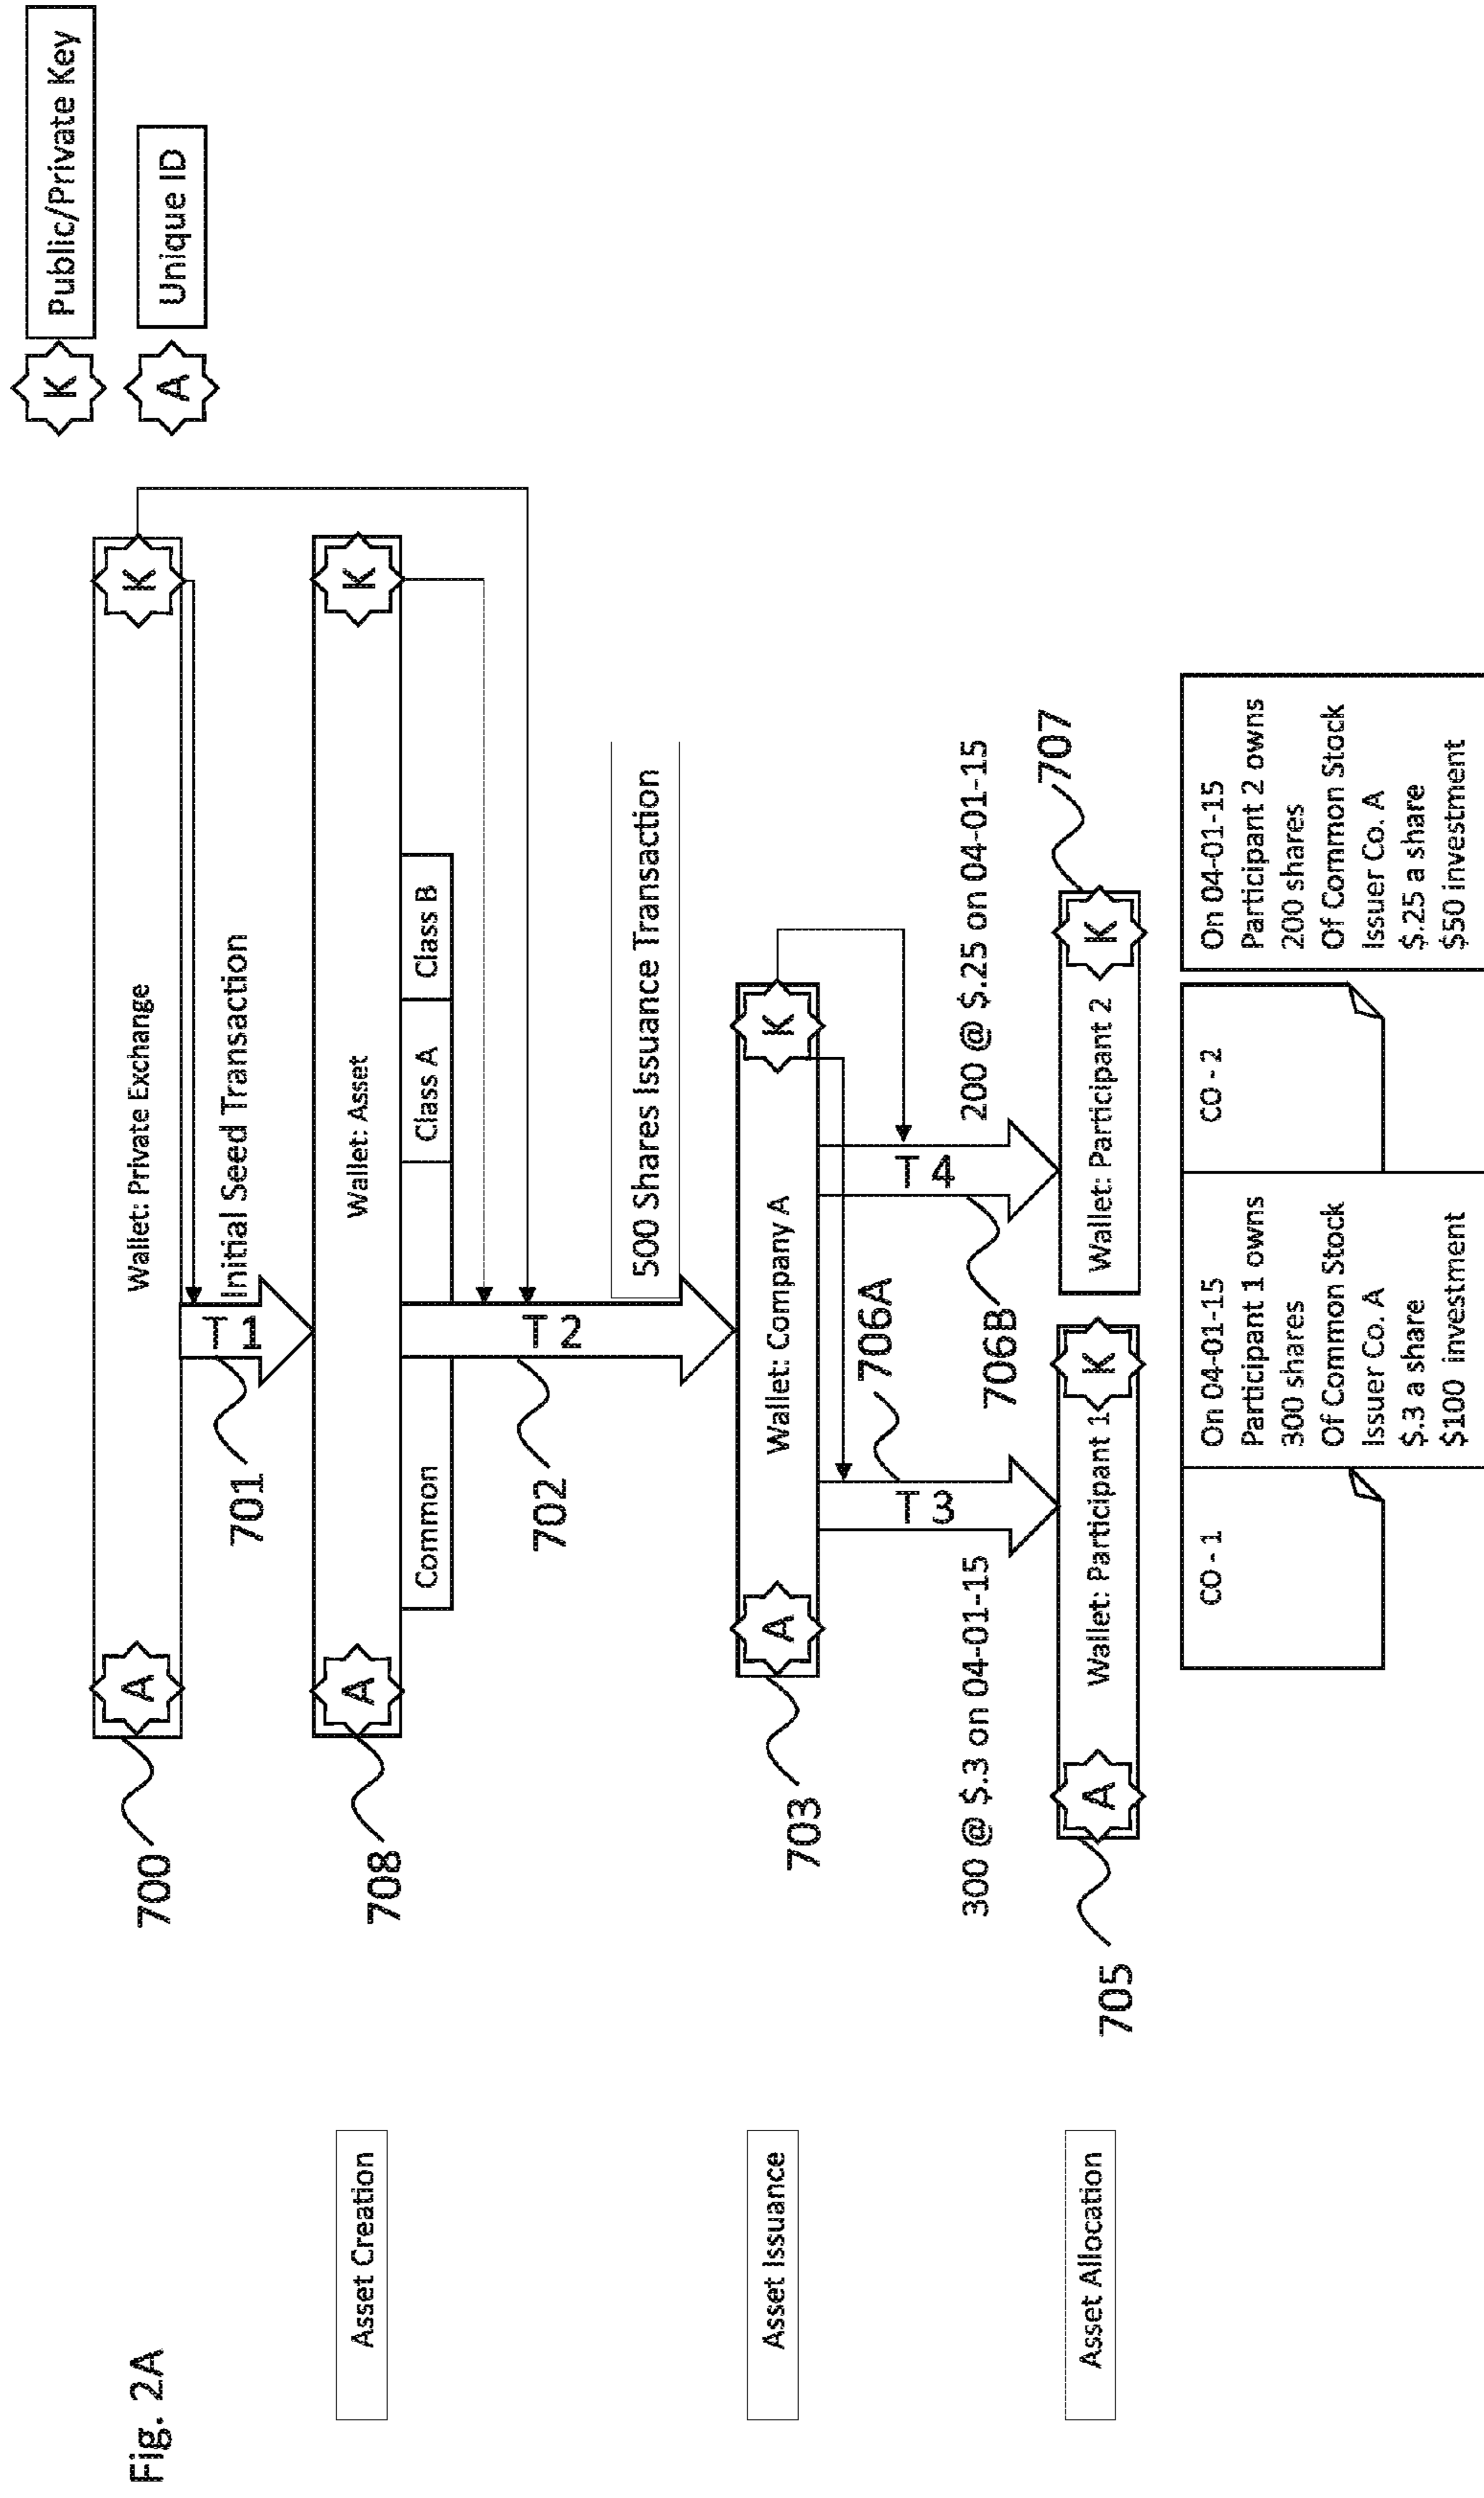 Fig. 2A
K
Public/Private Key
A
Unique ID
700
A
Wallet: Private Exchange
K
701
T 1
Initial Seed Transaction
Asset Creation
708
A
Wallet: Asset
K
Common
Class A
Class B
702
T 2
500 Shares Issuance Transaction
Asset Issuance
703
A
Wallet: Company A
K
706A
300 @ $.3 on 04-01-15
T 3
T 4
200 @ $.25 on 04-01-15
706B
707
Asset Allocation
705
A
Wallet: Participant 1
K
Wallet: Participant 2
K
CO - 1
On 04-01-15
Participant 1 owns
300 shares
Of Common Stock
Issuer Co. A
$.3 a share
$100 investment
CO - 2
On 04-01-15
Participant 2 owns
200 shares
Of Common Stock
Issuer Co. A
$.25 a share
$50 investment